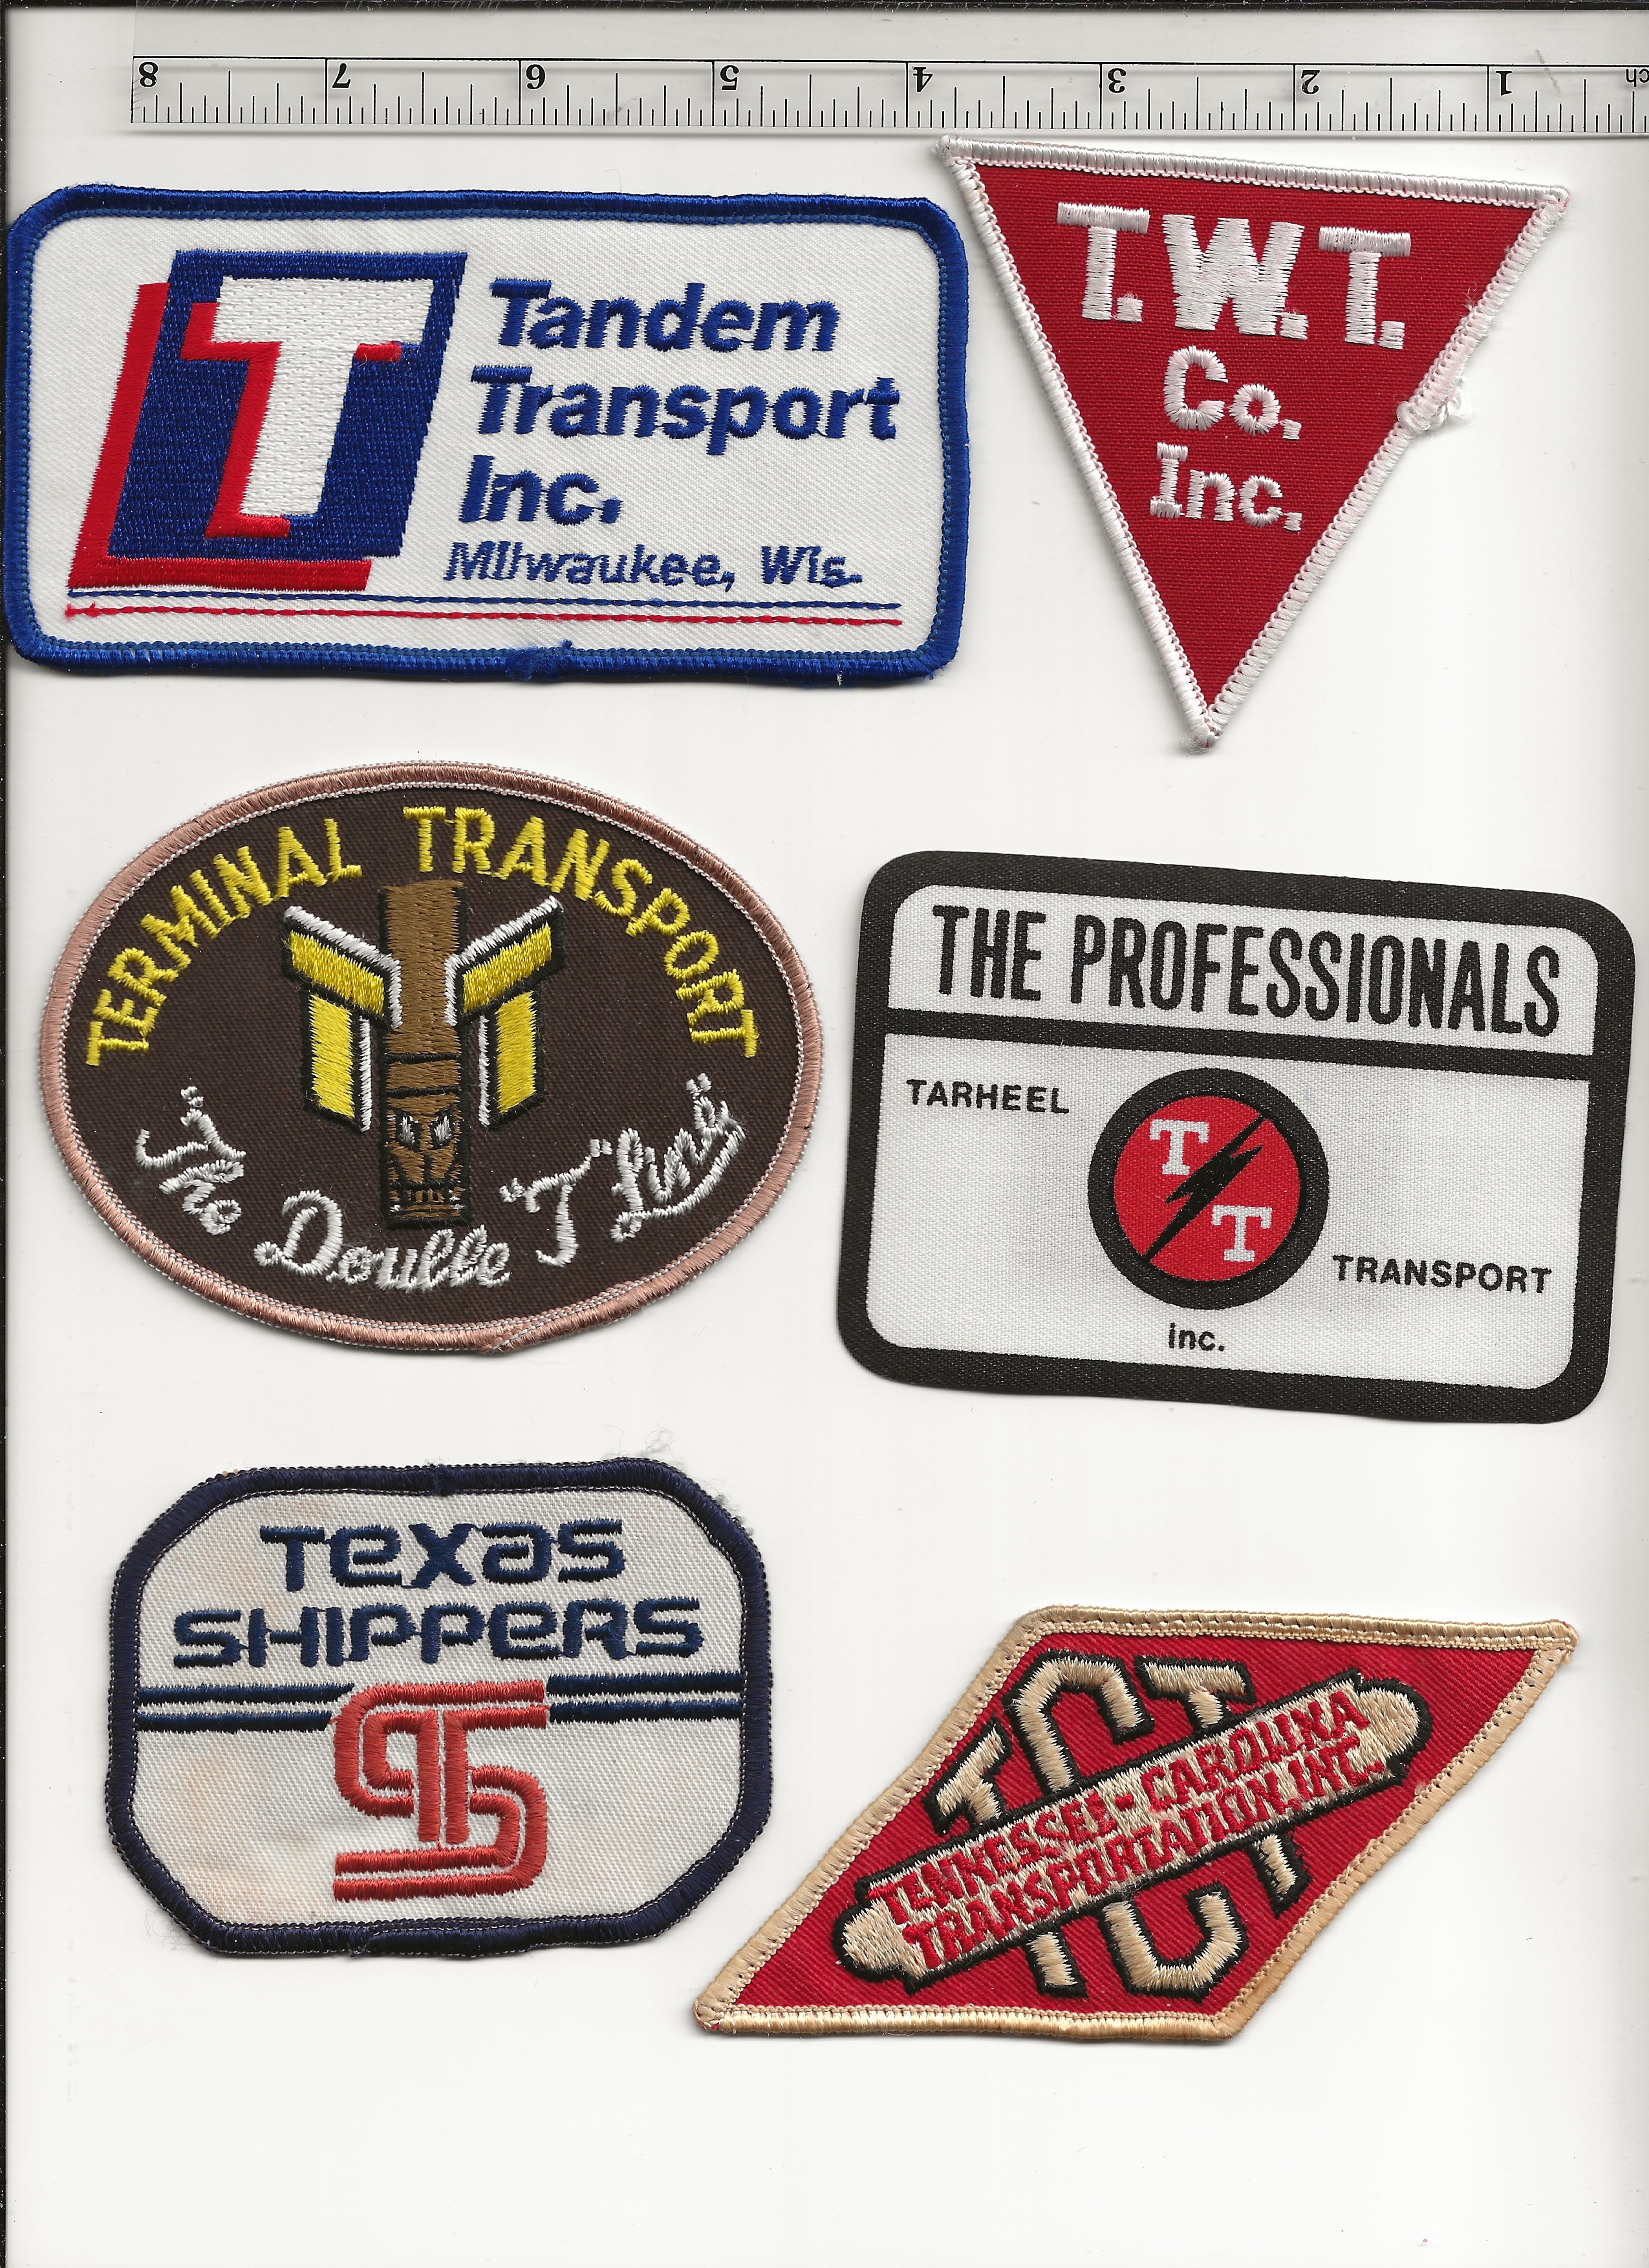 8 7 6 5 4 3 2 1
T
Tandem
Transport
Inc.
Milwaukee, Wis.
T.W.T.
Co.
Inc.
TERMINAL TRANSPORT
"The Double "T" Line"
THE PROFESSIONALS
TARHEEL
T
T
TRANSPORT
inc.
TEXAS
SHIPPERS
TS
TCT
TENNESSEE-CAROLINA
TRANSPORTATION, INC.
TCT